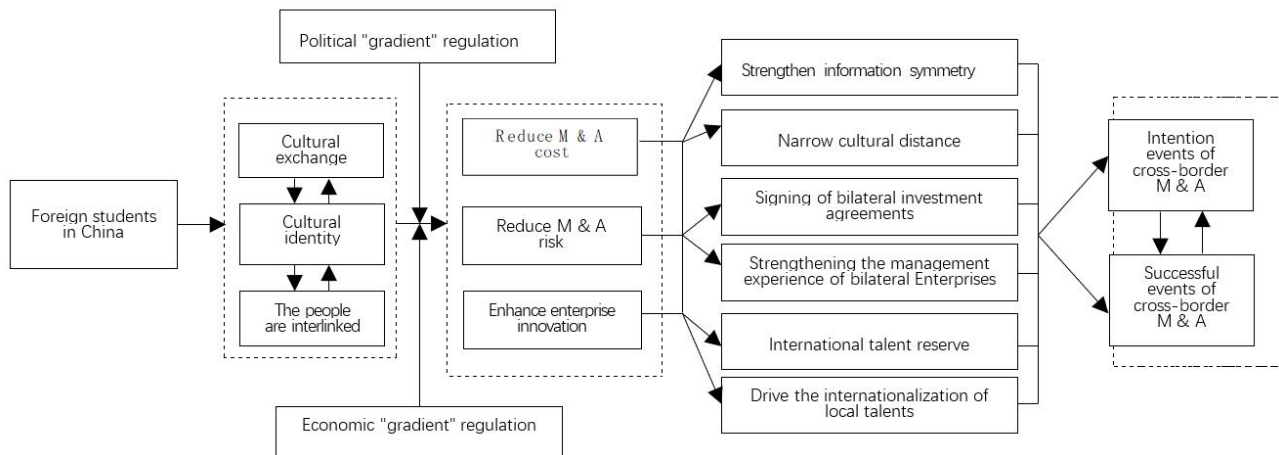 Political "gradient" regulation
Foreign students
in China
Cultural
exchange
Cultural
identity
The people
are interlinked
Economic "gradient" regulation
Reduce M & A
cost
Reduce M & A
risk
Enhance enterprise
innovation
Strengthen information symmetry
Narrow cultural distance
Signing of bilateral investment
agreements
Strengthening the management
experience of bilateral Enterprises
International talent reserve
Drive the internationalization of
local talents
Intention
events of
cross-border
M & A
Successful
events of
cross-border
M & A